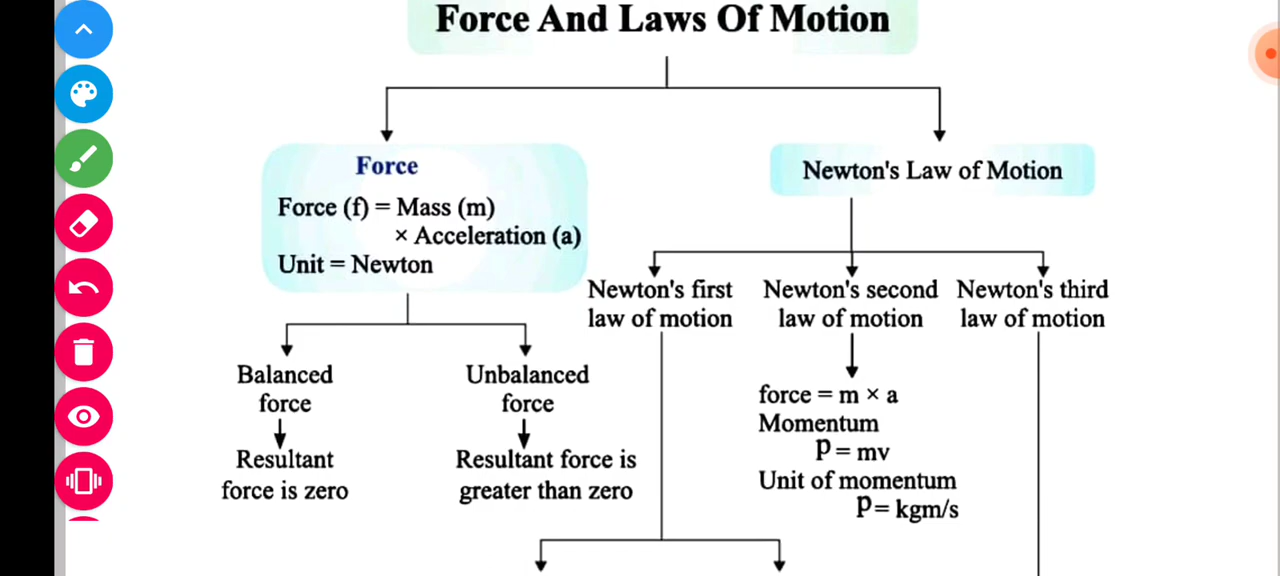 Force And Laws Of Motion
Force
Force (f) = Mass (m)
× Acceleration (a)
Unit = Newton
Newton's Law of Motion
Newton's first
law of motion
Newton's second
law of motion
Newton's third
law of motion
Balanced
force
Resultant
force is zero
Unbalanced
force
Resultant force is
greater than zero
force = m × a
Momentum
p = mv
Unit of momentum
p = kgm/s